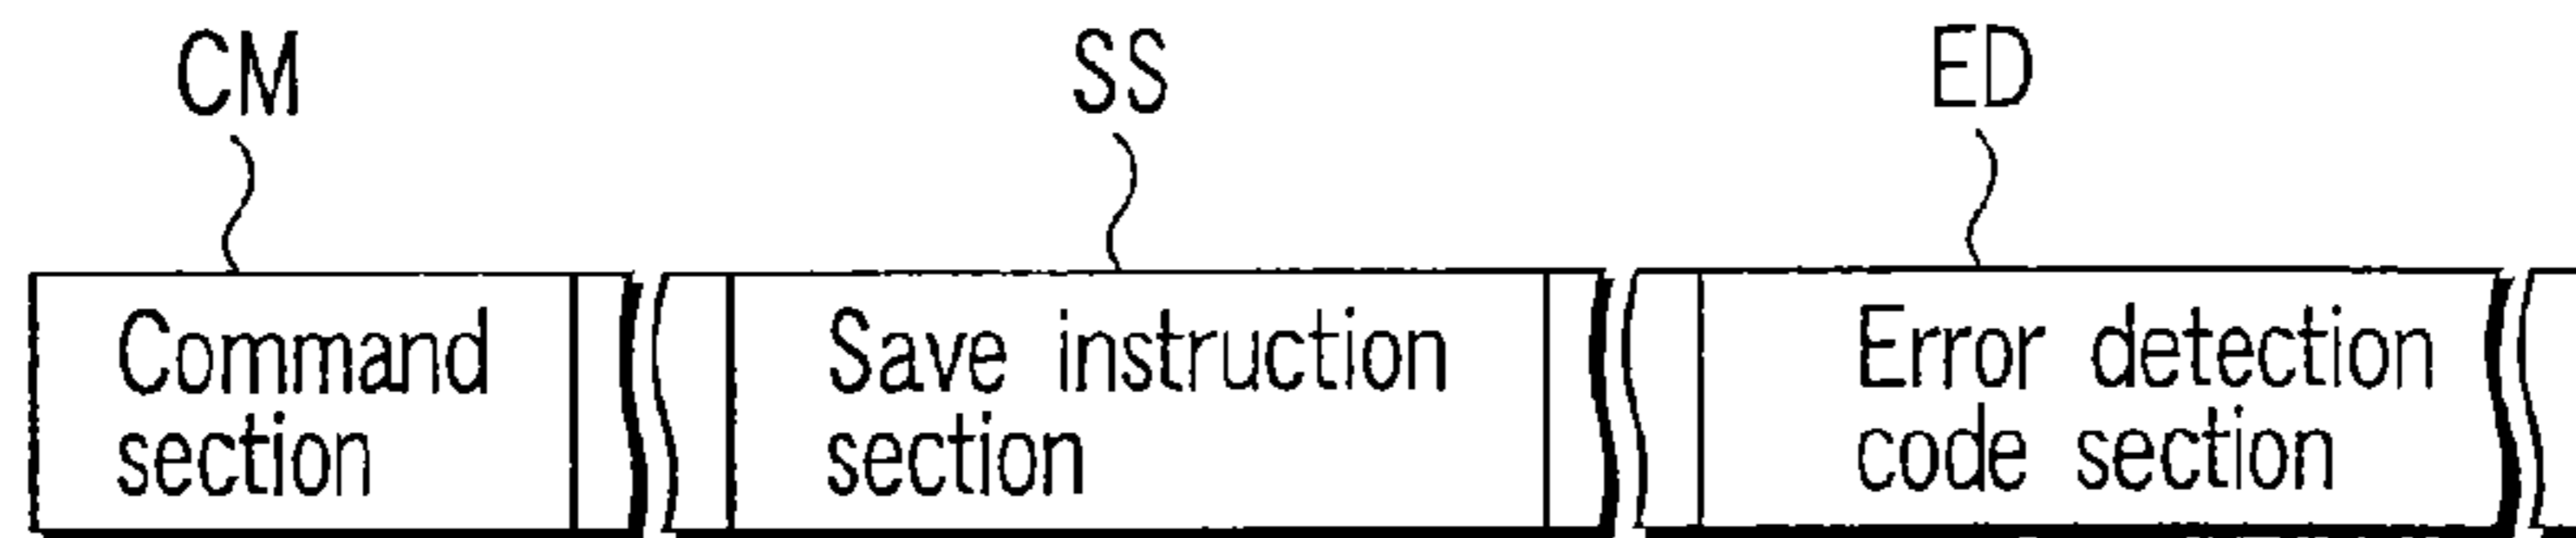 CM
SS
ED
Command
section
Save instruction
section
Error detection
code section